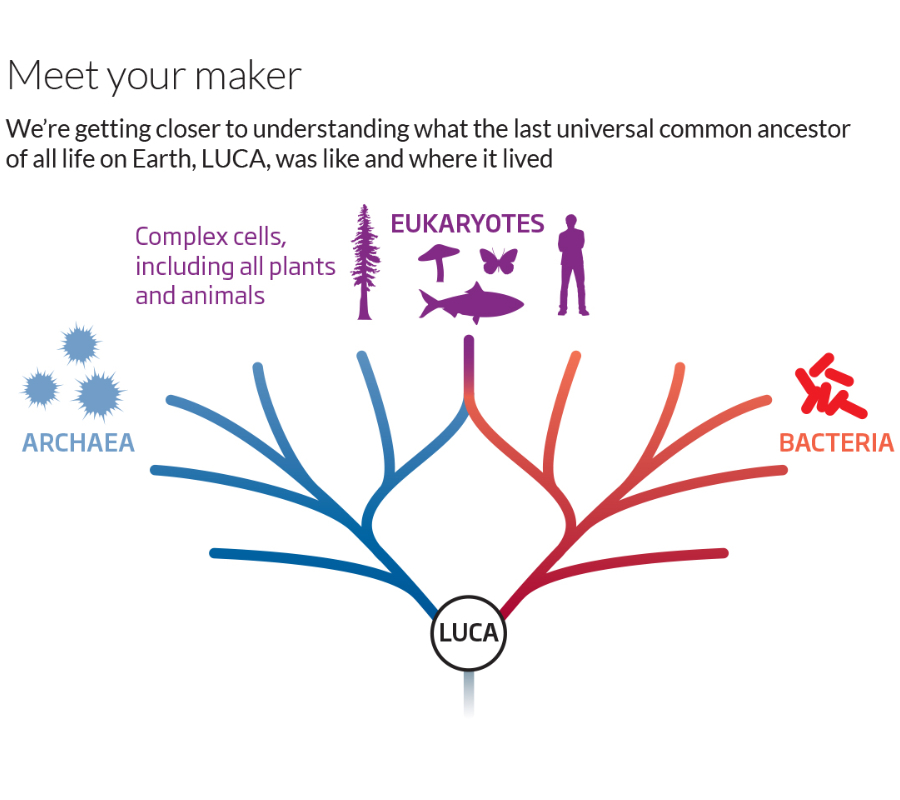 Meet your maker
We’re getting closer to understanding what the last universal common ancestor
of all life on Earth, LUCA, was like and where it lived
EUKARYOTES
Complex cells,
including all plants
and animals
ARCHAEA
BACTERIA
LUCA